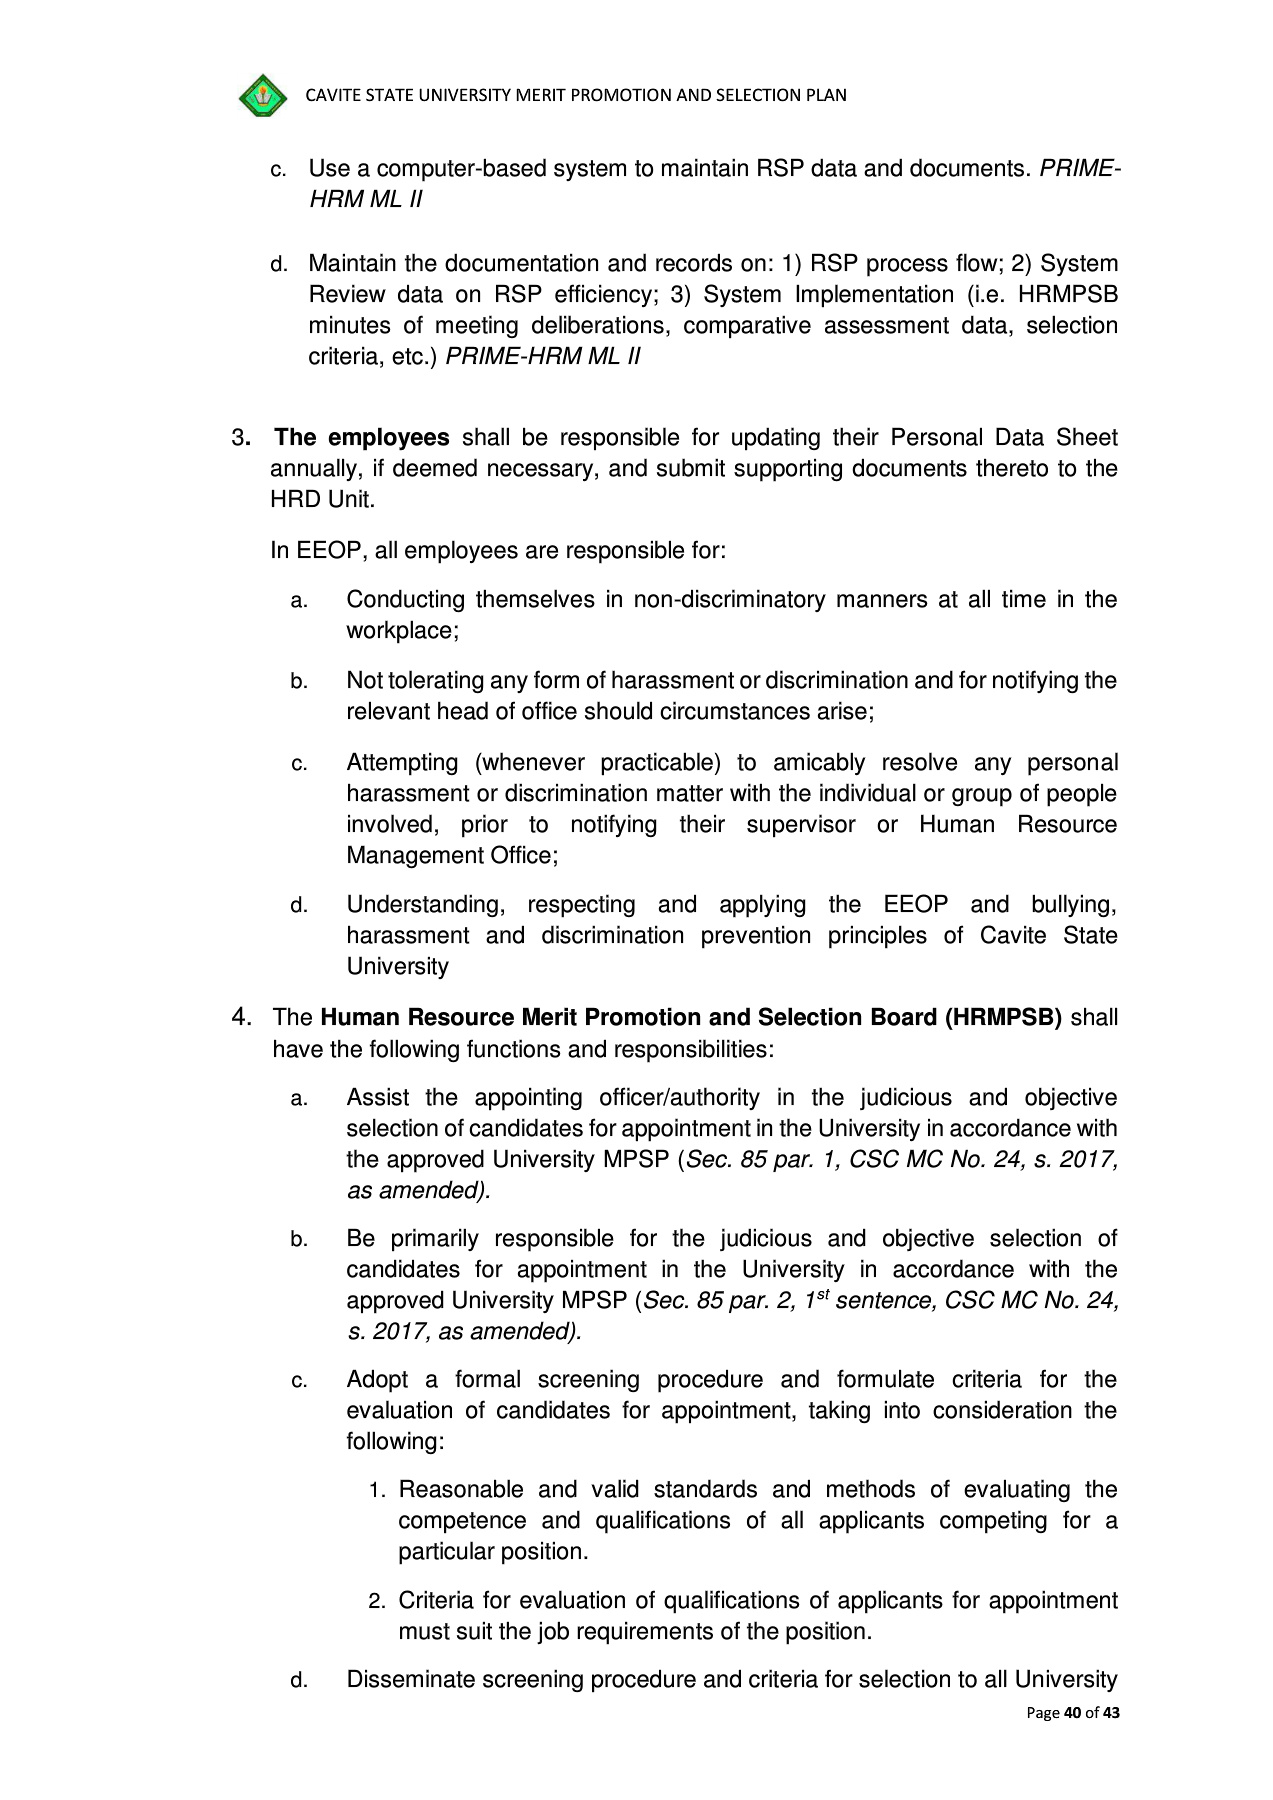 CAVITE STATE UNIVERSITY MERIT PROMOTION AND SELECTION PLAN
c. Use a computer-based system to maintain RSP data and documents. PRIME-
HRM ML II
d. Maintain the documentation and records on: 1) RSP process flow; 2) System
Review data on RSP efficiency; 3) System Implementation (i.e. HRMPSB
minutes of meeting deliberations, comparative assessment data, selection
criteria, etc.) PRIME-HRM ML II
3. The employees shall be responsible for updating their Personal Data Sheet
annually, if deemed necessary, and submit supporting documents thereto to the
HRD Unit.
In EEOP, all employees are responsible for:
a. Conducting themselves in non-discriminatory manners at all time in the
workplace;
b. Not tolerating any form of harassment or discrimination and for notifying the
relevant head of office should circumstances arise;
c. Attempting (whenever practicable) to amicably resolve any personal
harassment or discrimination matter with the individual or group of people
involved, prior to notifying their supervisor or Human Resource
Management Office;
d. Understanding, respecting and applying the EEOP and bullying,
harassment and discrimination prevention principles of Cavite State
University
4. The Human Resource Merit Promotion and Selection Board (HRMPSB) shall
have the following functions and responsibilities:
a. Assist the appointing officer/authority in the judicious and objective
selection of candidates for appointment in the University in accordance with
the approved University MPSP (Sec. 85 par. 1, CSC MC No. 24, s. 2017,
as amended).
b. Be primarily responsible for the judicious and objective selection of
candidates for appointment in the University in accordance with the
approved University MPSP (Sec. 85 par. 2, 1st sentence, CSC MC No. 24,
s. 2017, as amended).
c. Adopt a formal screening procedure and formulate criteria for the
evaluation of candidates for appointment, taking into consideration the
following:
1. Reasonable and valid standards and methods of evaluating the
competence and qualifications of all applicants competing for a
particular position.
2. Criteria for evaluation of qualifications of applicants for appointment
must suit the job requirements of the position.
d. Disseminate screening procedure and criteria for selection to all University
Page 40 of 43